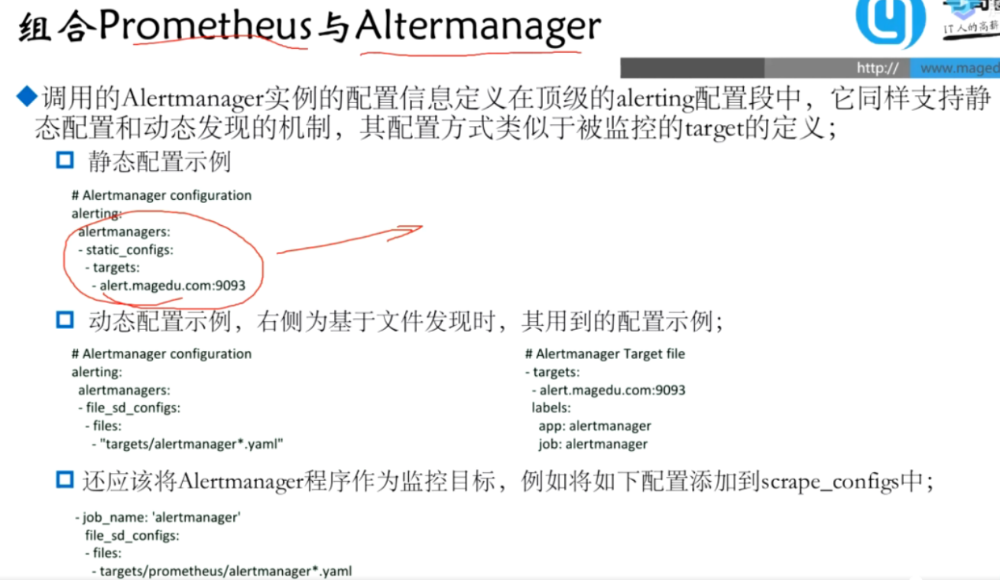 组合Prometheus与Altermanager
IT人的高薪
http:// www.maged
◆调用的Alertmanager实例的配置信息定义在顶级的alerting配置段中，它同样支持静
态配置和动态发现的机制，其配置方式类似于被监控的target的定义；
静态配置示例
# Alertmanager configuration
alerting:
alertmanagers:
- static_configs:
- targets:
- alert.magedu.com:9093
动态配置示例，右侧为基于文件发现时，其用到的配置示例；
# Alertmanager configuration
alerting:
alertmanagers:
- file_sd_configs:
- files:
- "targets/alertmanager*.yaml"
# Alertmanager Target file
- targets:
- alert.magedu.com:9093
labels:
app: alertmanager
job: alertmanager
还应该将Alertmanager程序作为监控目标，例如将如下配置添加到scrape_configs中；
- job_name: 'alertmanager'
file_sd_configs:
- files:
- targets/prometheus/alertmanager*.yaml